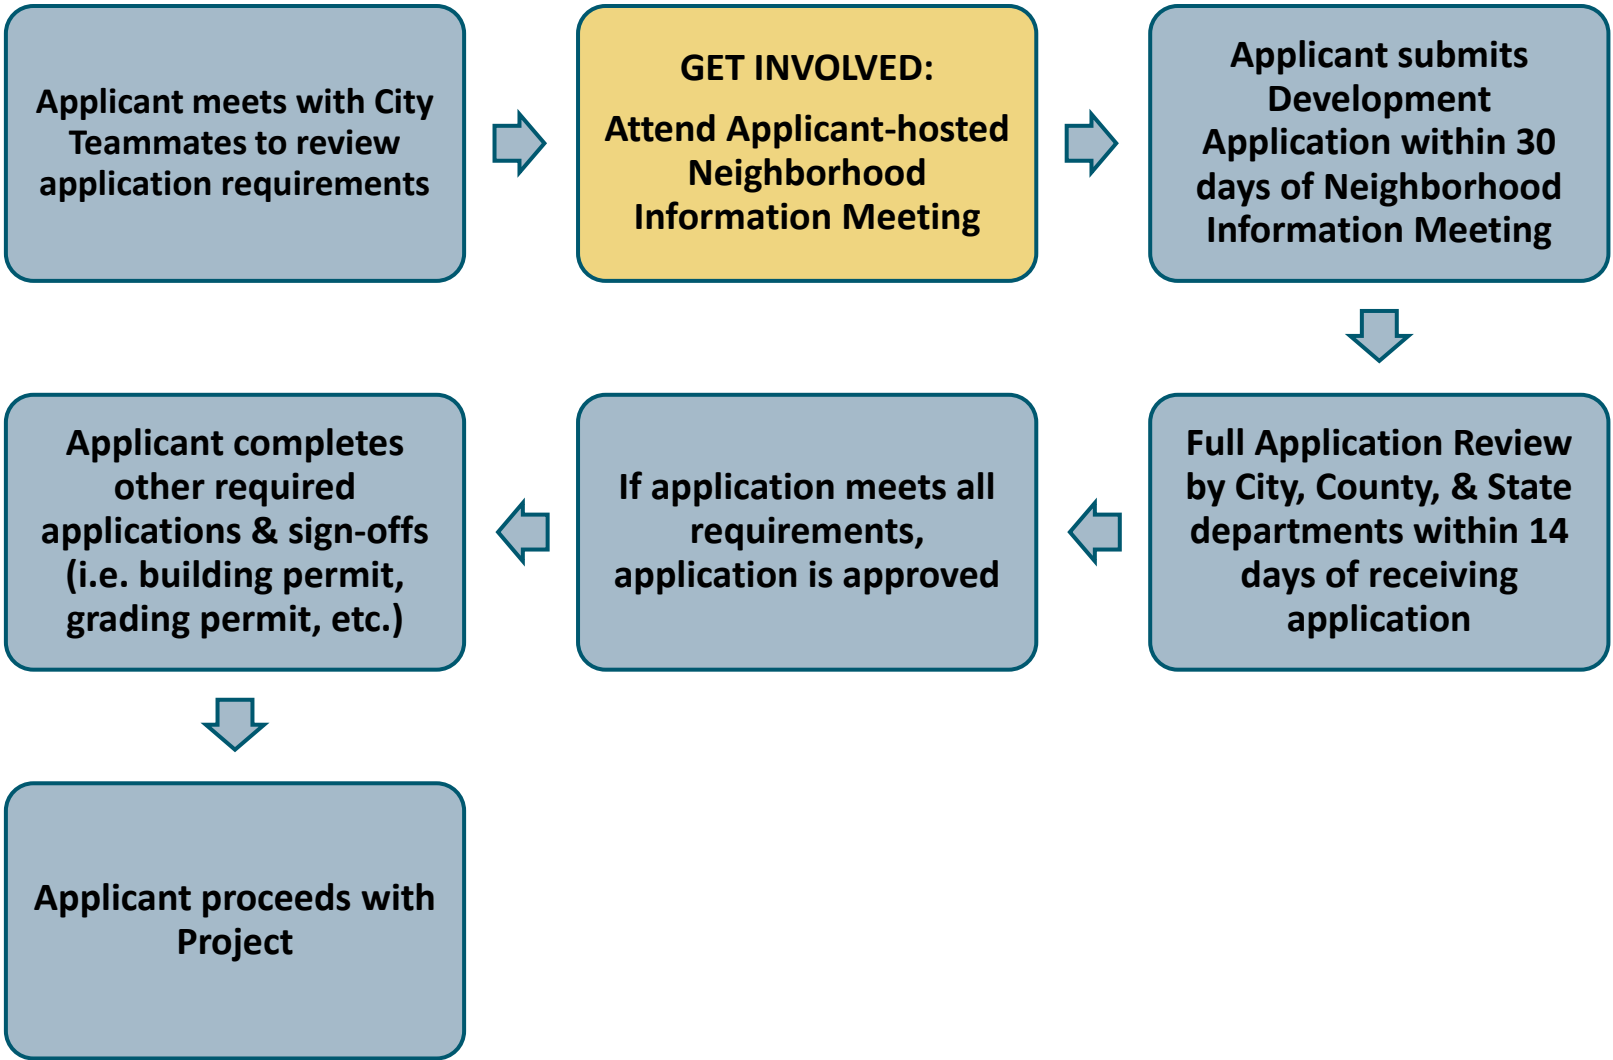 Applicant meets with City
Teammates to review
application requirements
GET INVOLVED:
Attend Applicant-hosted
Neighborhood
Information Meeting
Applicant submits
Development
Application within 30
days of Neighborhood
Information Meeting
Full Application Review
by City, County, & State
departments within 14
days of receiving
application
If application meets all
requirements,
application is approved
Applicant completes
other required
applications & sign-offs
(i.e. building permit,
grading permit, etc.)
Applicant proceeds with
Project